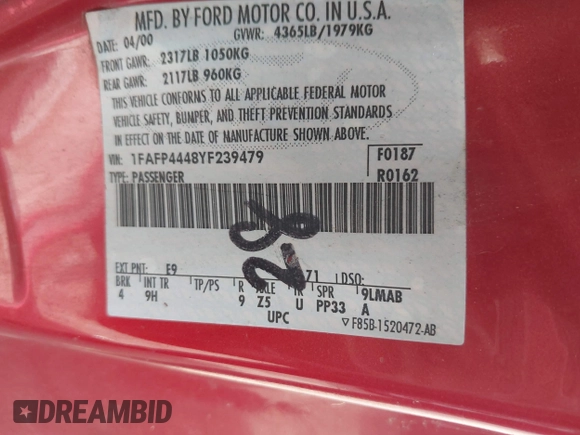 MFD. BY FORD MOTOR CO. IN U.S.A.
DATE: 04/00 GVWR: 4365LB/1979KG
FRONT GAWR: 2317LB 1050KG
REAR GAWR: 2117LB 960KG
THIS VEHICLE CONFORMS TO ALL APPLICABLE FEDERAL MOTOR
VEHICLE SAFETY, BUMPER, AND THEFT PREVENTION STANDARDS
IN EFFECT ON THE DATE OF MANUFACTURE SHOWN ABOVE.
VIN: 1FAFP4448YF239479 F0187
TYPE: PASSENGER R0162
28
EXT PNT: E9 71 DSO:
BRK INT TR TP/PS R AXLE TR SPR 9LMAB
4 9H 9 Z5 U PP33 A
UPC ▽F85B-1520472-AB
DREAMBID